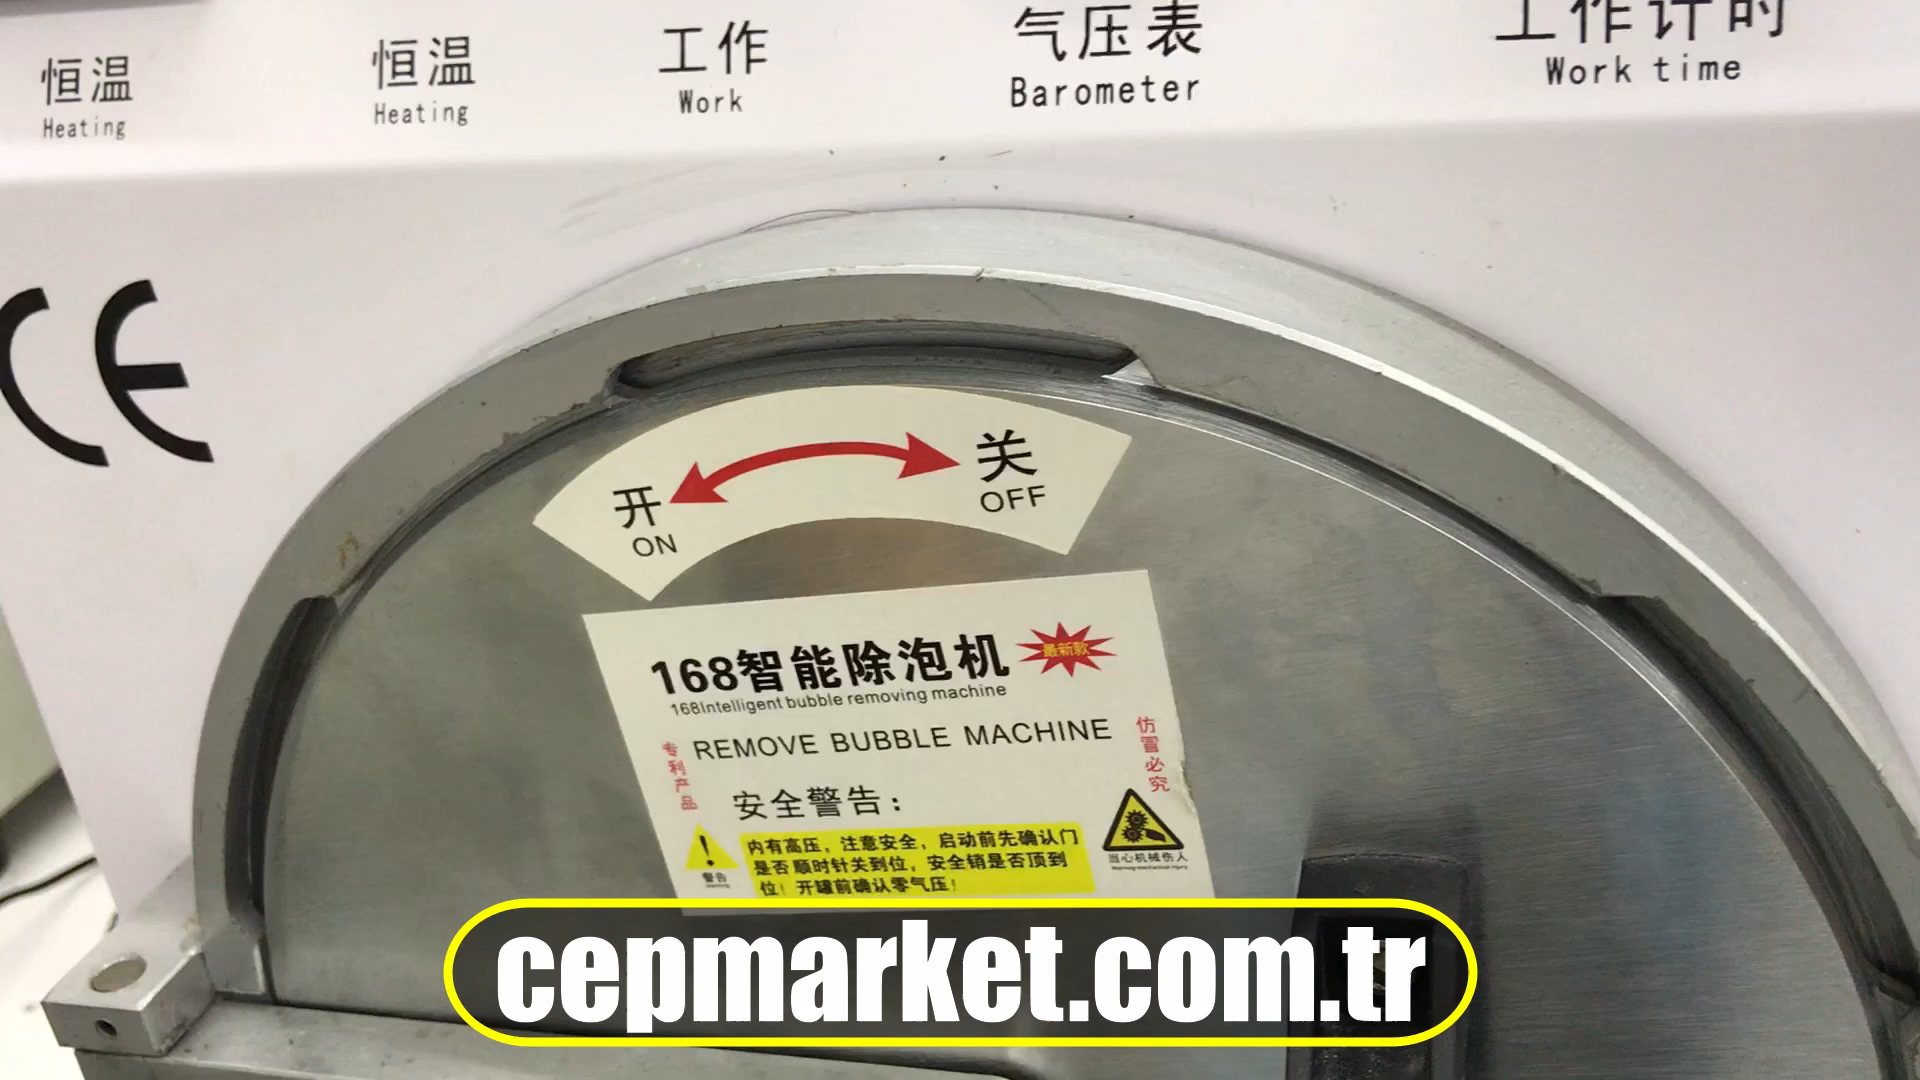 恒温
Heating
恒温
Heating
工作
Work
气压表
Barometer
工作计时
Work time
CE
开
ON
关
OFF
168智能除泡机
最新款
168Intelligent bubble removing machine
REMOVE BUBBLE MACHINE
专利产品
仿冒必究
安全警告：
警告
内有高压，注意安全，启动前先确认门
是否顺时针关到位，安全销是否顶到
位！开罐前确认零气压！
当心机械伤人
cepmarket.com.tr